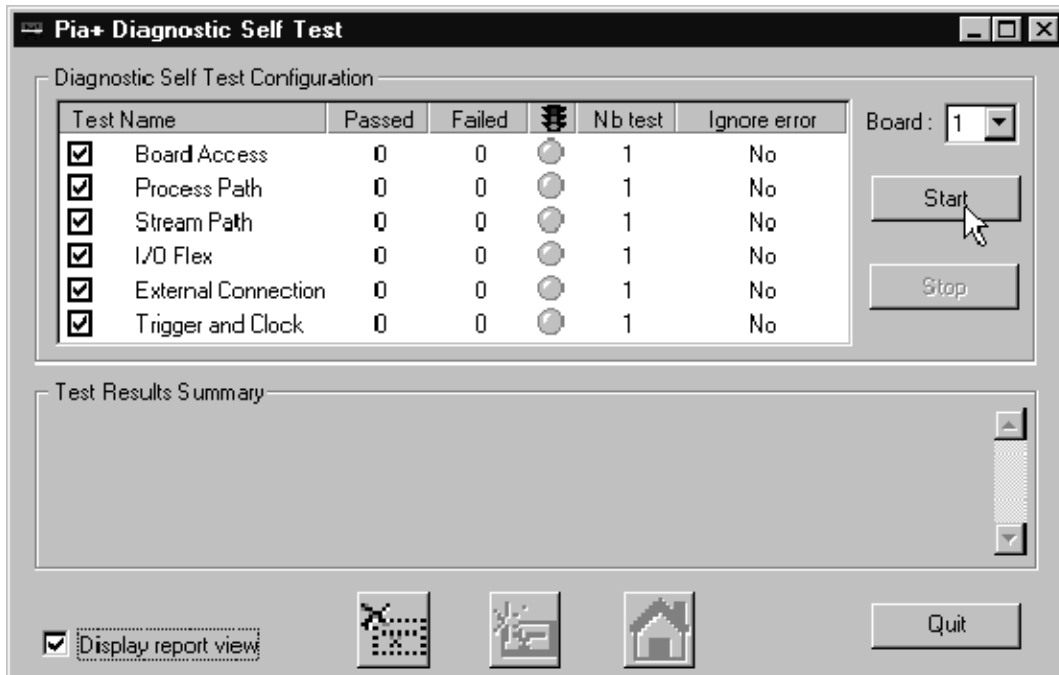 Pia+ Diagnostic Self Test
Diagnostic Self Test Configuration
Test Name Passed Failed Nb test Ignore error
Board Access 0 0 1 No
Process Path 0 0 1 No
Stream Path 0 0 1 No
I/O Flex 0 0 1 No
External Connection 0 0 1 No
Trigger and Clock 0 0 1 No
Board : 1
Start
Stop
Test Results Summary
Display report view
Quit